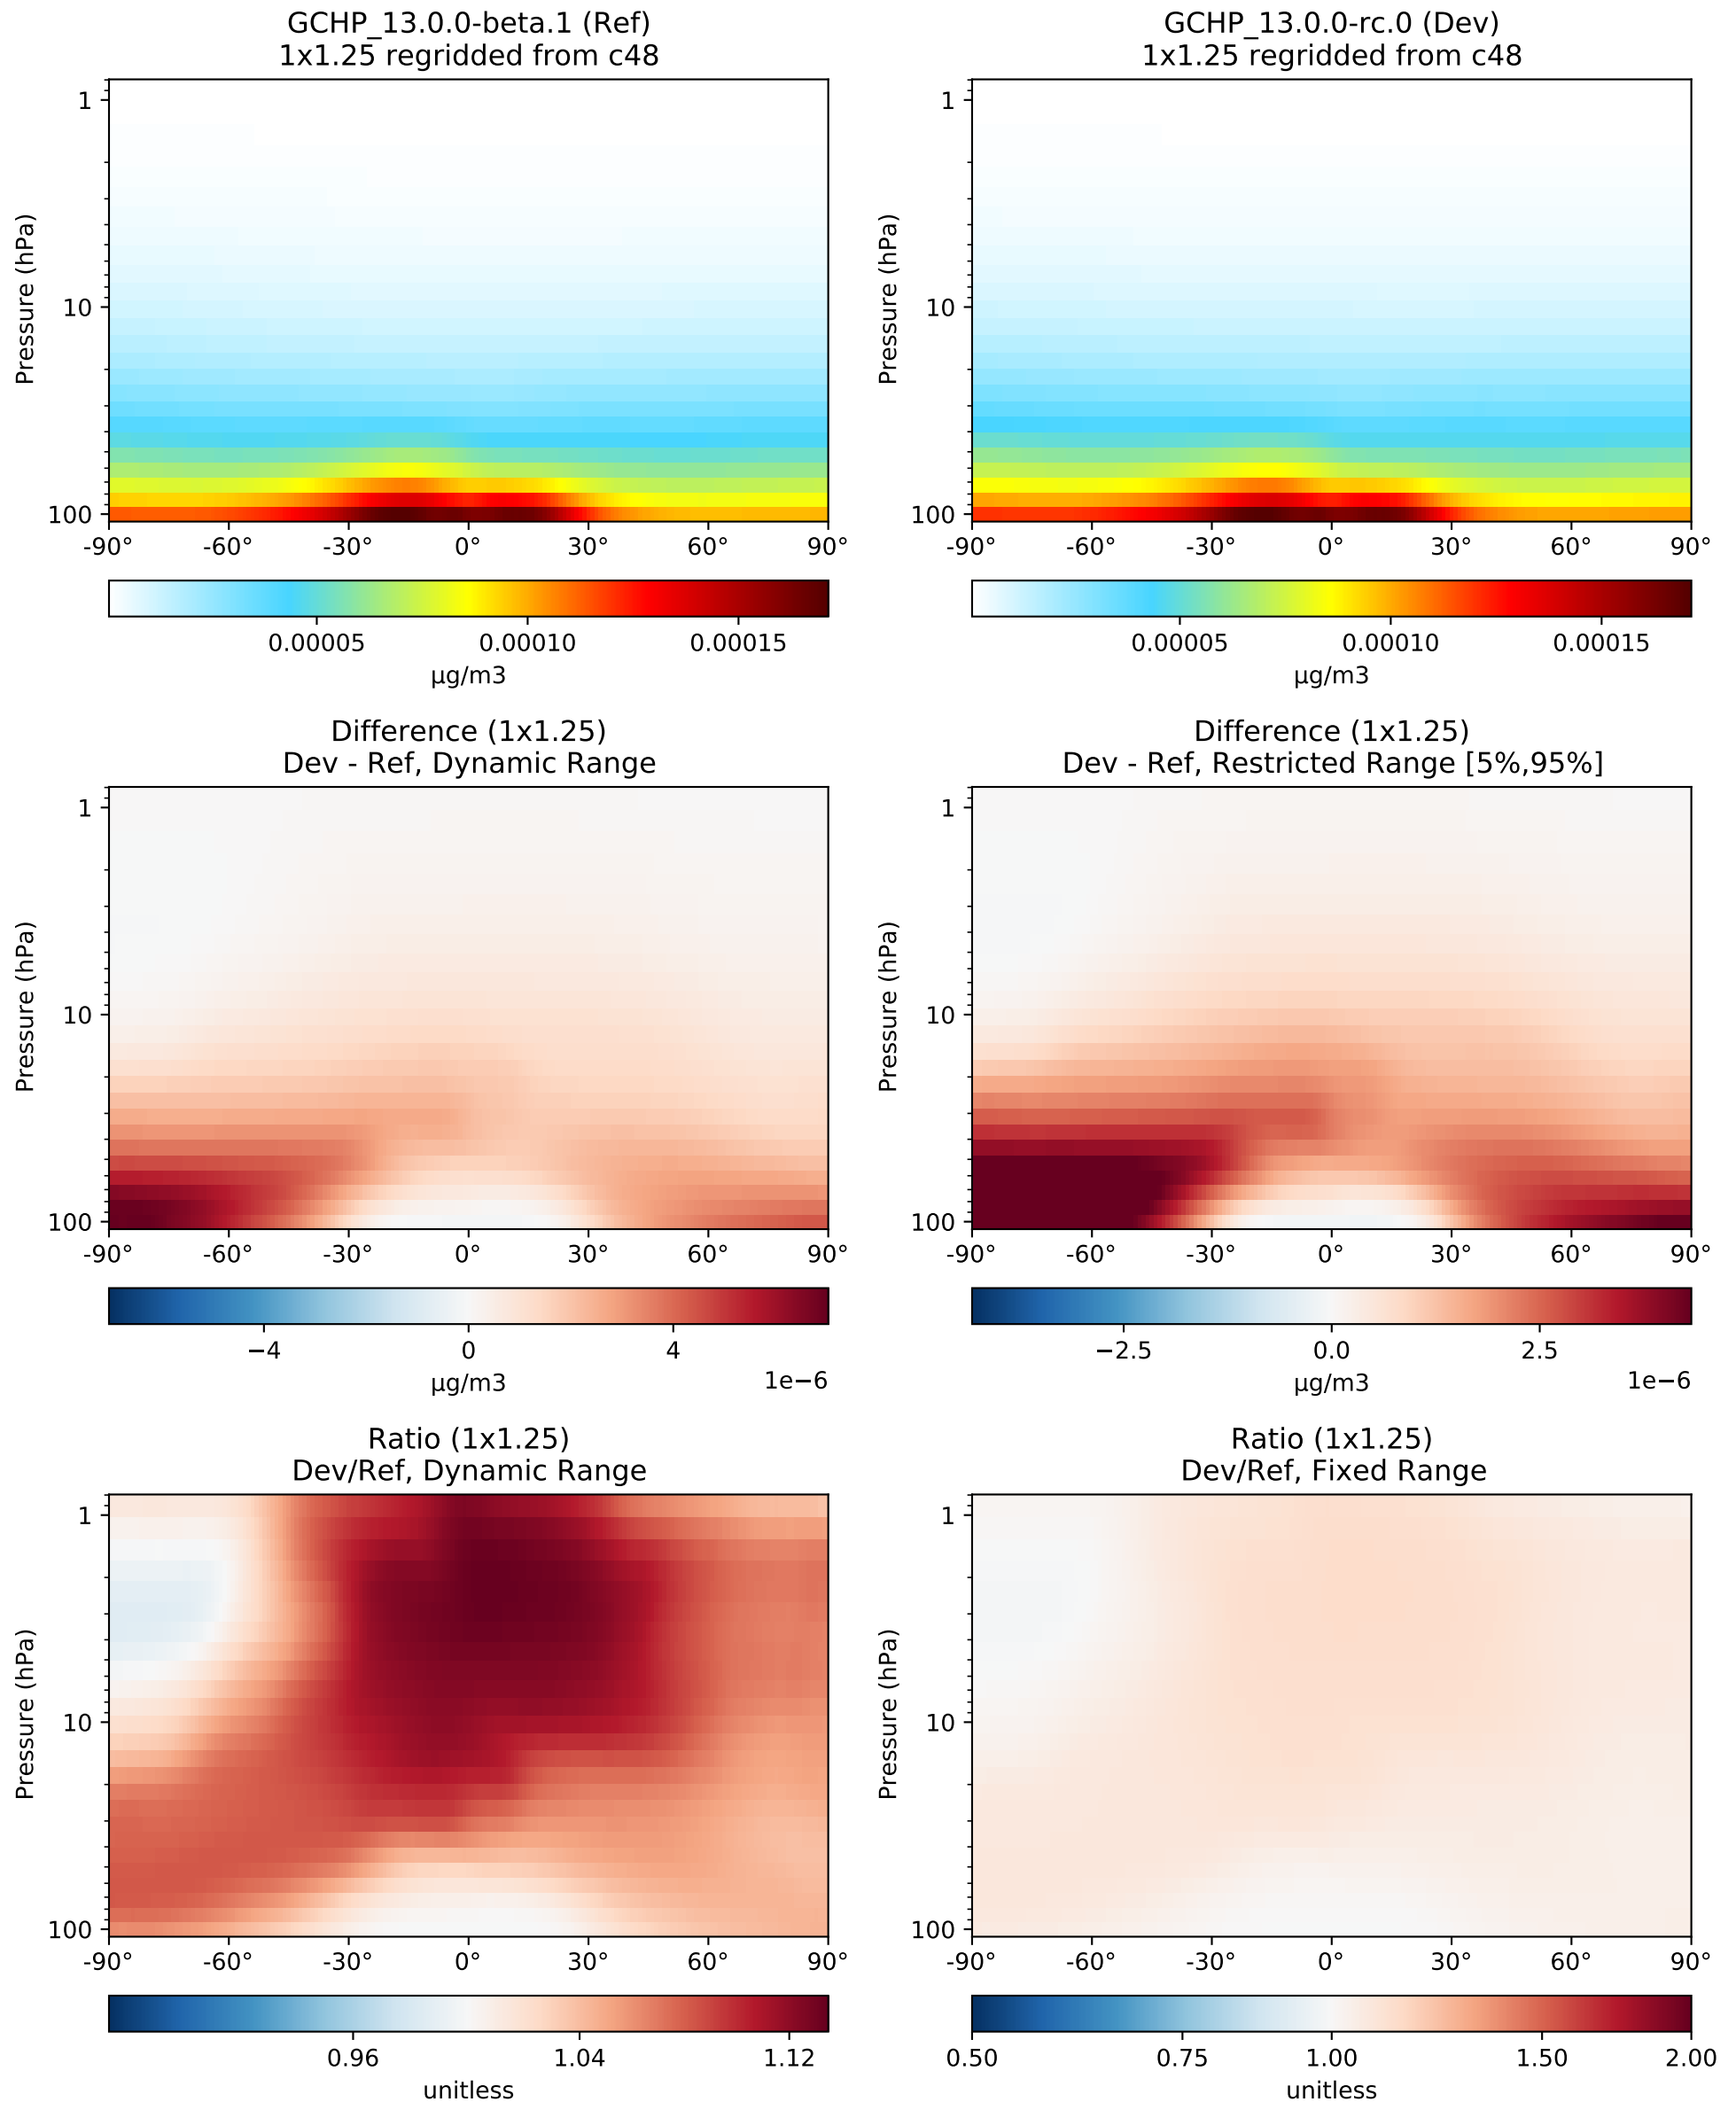 GCHP_13.0.0-beta.1 (Ref)
1x1.25 regridded from c48
Pressure (hPa)
1
10
100
-90° -60° -30° 0° 30° 60° 90°
0.00005 0.00010 0.00015
μg/m3
GCHP_13.0.0-rc.0 (Dev)
1x1.25 regridded from c48
Pressure (hPa)
1
10
100
-90° -60° -30° 0° 30° 60° 90°
0.00005 0.00010 0.00015
μg/m3
Difference (1x1.25)
Dev - Ref, Dynamic Range
Pressure (hPa)
1
10
100
-90° -60° -30° 0° 30° 60° 90°
−4 0 4
μg/m3 1e−6
Difference (1x1.25)
Dev - Ref, Restricted Range [5%,95%]
Pressure (hPa)
1
10
100
-90° -60° -30° 0° 30° 60° 90°
−2.5 0.0 2.5
μg/m3 1e−6
Ratio (1x1.25)
Dev/Ref, Dynamic Range
Pressure (hPa)
1
10
100
-90° -60° -30° 0° 30° 60° 90°
0.96 1.04 1.12
unitless
Ratio (1x1.25)
Dev/Ref, Fixed Range
Pressure (hPa)
1
10
100
-90° -60° -30° 0° 30° 60° 90°
0.50 0.75 1.00 1.50 2.00
unitless